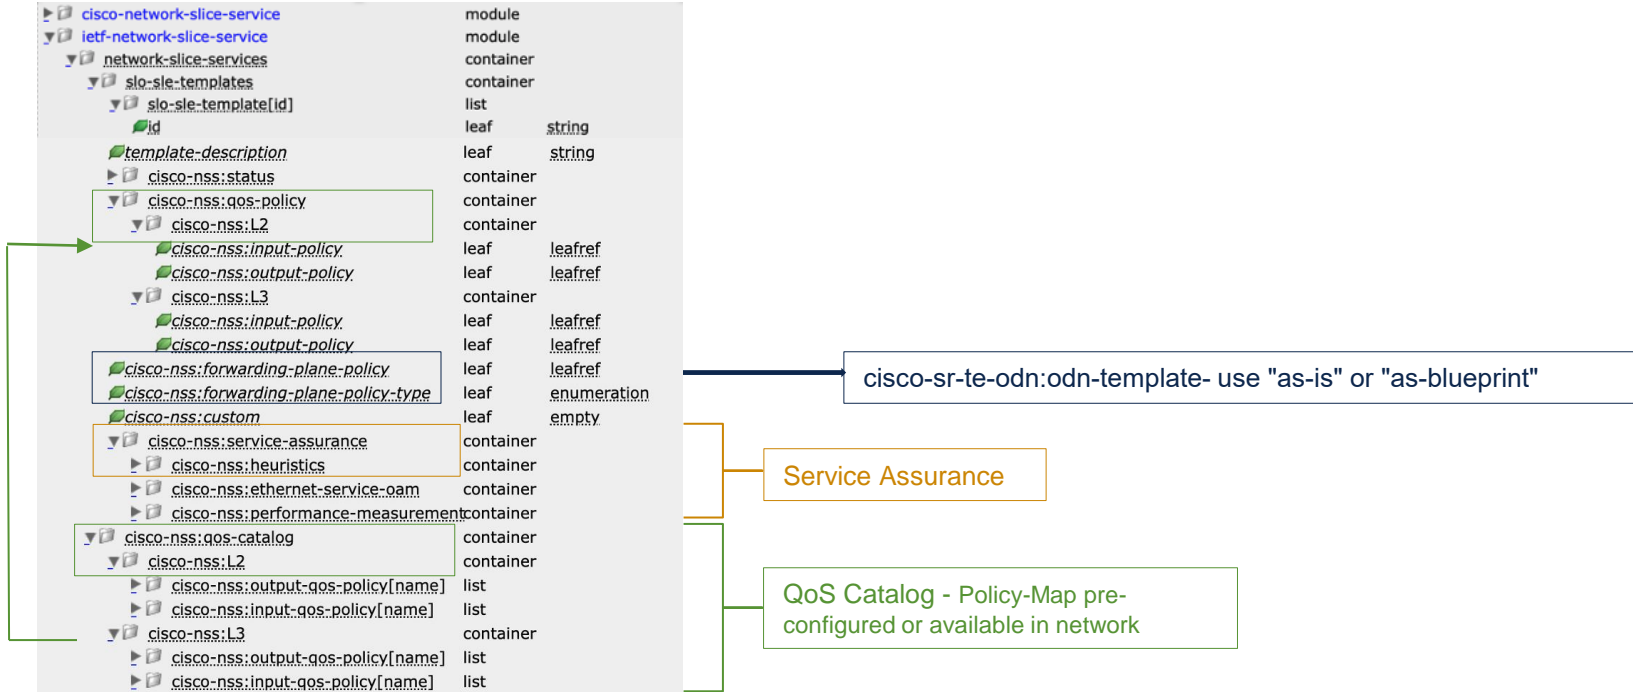 cisco-network-slice-service module
ietf-network-slice-service module
network-slice-services container
slo-sle-templates container
slo-sle-template[id] list
id leaf string
template-description leaf string
cisco-nss:status container
cisco-nss:qos-policy container
cisco-nss:L2 container
cisco-nss:input-policy leaf leafref
cisco-nss:output-policy leaf leafref
cisco-nss:L3 container
cisco-nss:input-policy leaf leafref
cisco-nss:output-policy leaf leafref
cisco-nss:forwarding-plane-policy leaf leafref
cisco-nss:forwarding-plane-policy-type leaf enumeration
cisco-nss:custom leaf empty
cisco-nss:service-assurance container
cisco-nss:heuristics container
cisco-nss:ethernet-service-oam container
cisco-nss:performance-measurement container
cisco-nss:qos-catalog container
cisco-nss:L2 container
cisco-nss:output-qos-policy[name] list
cisco-nss:input-qos-policy[name] list
cisco-nss:L3 container
cisco-nss:output-qos-policy[name] list
cisco-nss:input-qos-policy[name] list
cisco-sr-te-odn:odn-template- use "as-is" or "as-blueprint"
Service Assurance
QoS Catalog - Policy-Map pre-
configured or available in network